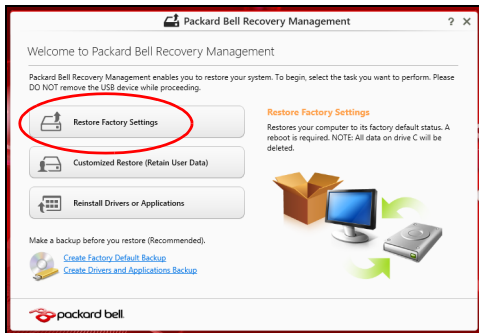 Packard Bell Recovery Management
? X
Welcome to Packard Bell Recovery Management
Packard Bell Recovery Management enables you to restore your system. To begin, select the task you want to perform. Please
DO NOT remove the USB device while proceeding.
Restore Factory Settings
Restore Factory Settings
Restores your computer to its factory default status. A
reboot is required. NOTE: All data on drive C will be
deleted.
Customized Restore (Retain User Data)
Reinstall Drivers or Applications
Make a backup before you restore (Recommended).
Create Factory Default Backup
Create Drivers and Applications Backup
packard bell